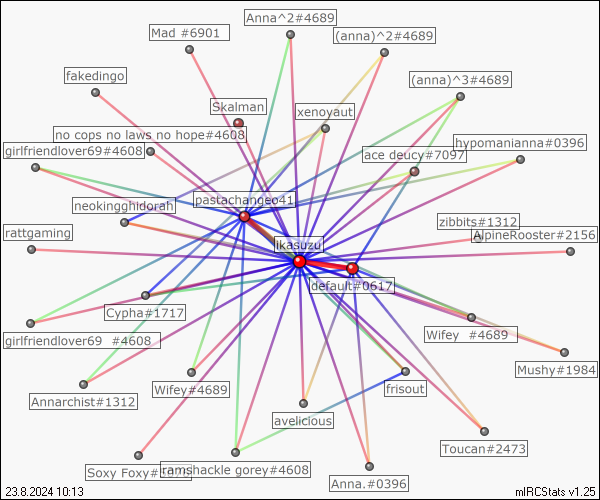 Anna^2#4689
Mad #6901
(anna)^2#4689
fakedingo
(anna)^3#4689
Skalman
xenoyaut
no cops no laws no hope#4608
girlfriendlover69#4608
hypomanianna#0396
ace deucy#7097
pastachangeo41
neokingghidorah
zibbits#1312
rattgaming
AlpineRooster#2156
ikasuzu
default#0617
Cypha#1717
girlfriendlover69 #4608
Wifey #4689
Mushy#1984
Wifey#4689
frisout
Annarchist#1312
avelicious
Toucan#2473
Soxy Foxy
ramshackle gorey#4608
Anna.#0396
23.8.2024 10:13
mIRCStats v1.25